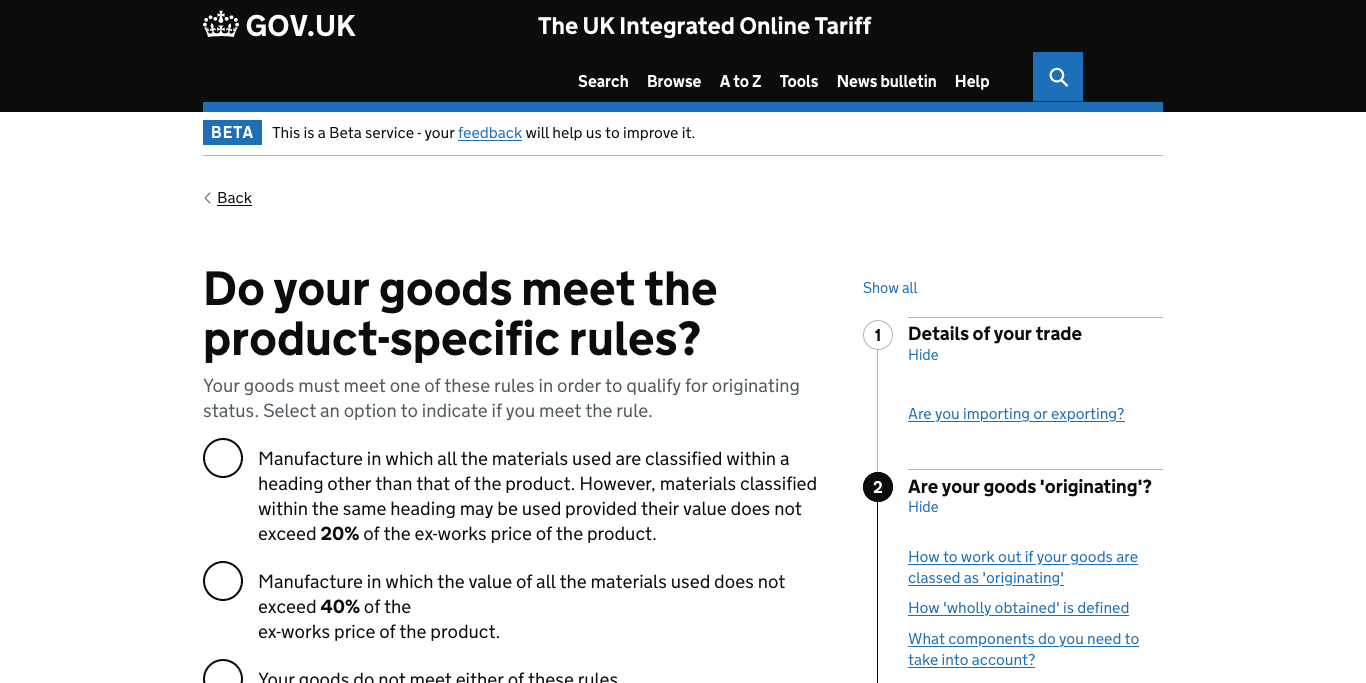 GOV.UK
The UK Integrated Online Tariff
Search Browse A to Z Tools News bulletin Help
BETA This is a Beta service - your feedback will help us to improve it.
Back
Do your goods meet the
product-specific rules?
Your goods must meet one of these rules in order to qualify for originating
status. Select an option to indicate if you meet the rule.
Manufacture in which all the materials used are classified within a
heading other than that of the product. However, materials classified
within the same heading may be used provided their value does not
exceed 20% of the ex-works price of the product.
Manufacture in which the value of all the materials used does not
exceed 40% of the
ex-works price of the product.
Your goods do not meet either of these rules
Show all
1 Details of your trade
Hide
Are you importing or exporting?
2 Are your goods 'originating'?
Hide
How to work out if your goods are
classed as 'originating'
How 'wholly obtained' is defined
What components do you need to
take into account?